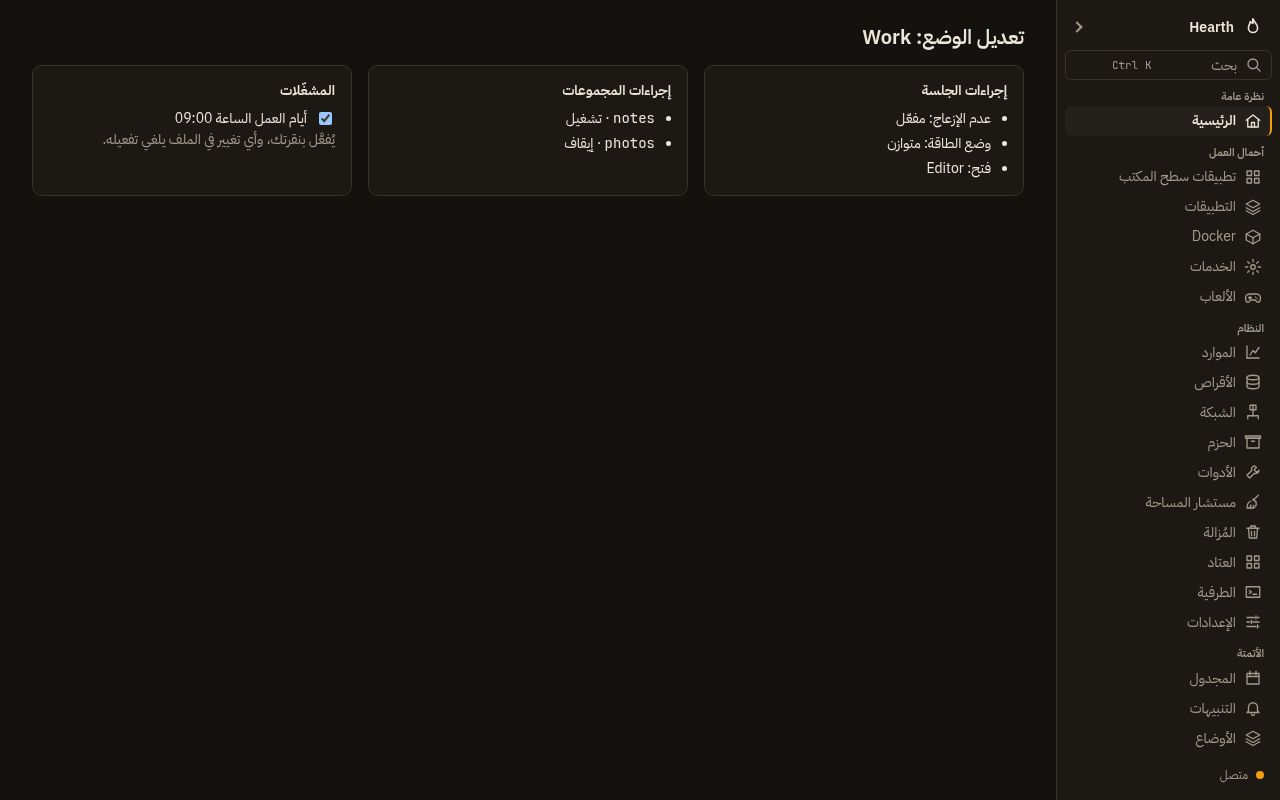 Hearth
بحث Ctrl K
نظرة عامة
الرئيسية
أحمال العمل
تطبيقات سطح المكتب
التطبيقات
Docker
الخدمات
الألعاب
النظام
الموارد
الأقراص
الشبكة
الحزم
الأدوات
مستشار المساحة
المُزالة
العتاد
الطرفية
الإعدادات
الأتمتة
المجدول
التنبيهات
الأوضاع
متصل
تعديل الوضع: Work
إجراءات الجلسة
عدم الإزعاج: مفعّل
وضع الطاقة: متوازن
فتح: Editor
إجراءات المجموعات
notes · تشغيل
photos · إيقاف
المشغّلات
أيام العمل الساعة 09:00
يُفعَّل بنقرتك، وأي تغيير في الملف يلغي تفعيله.